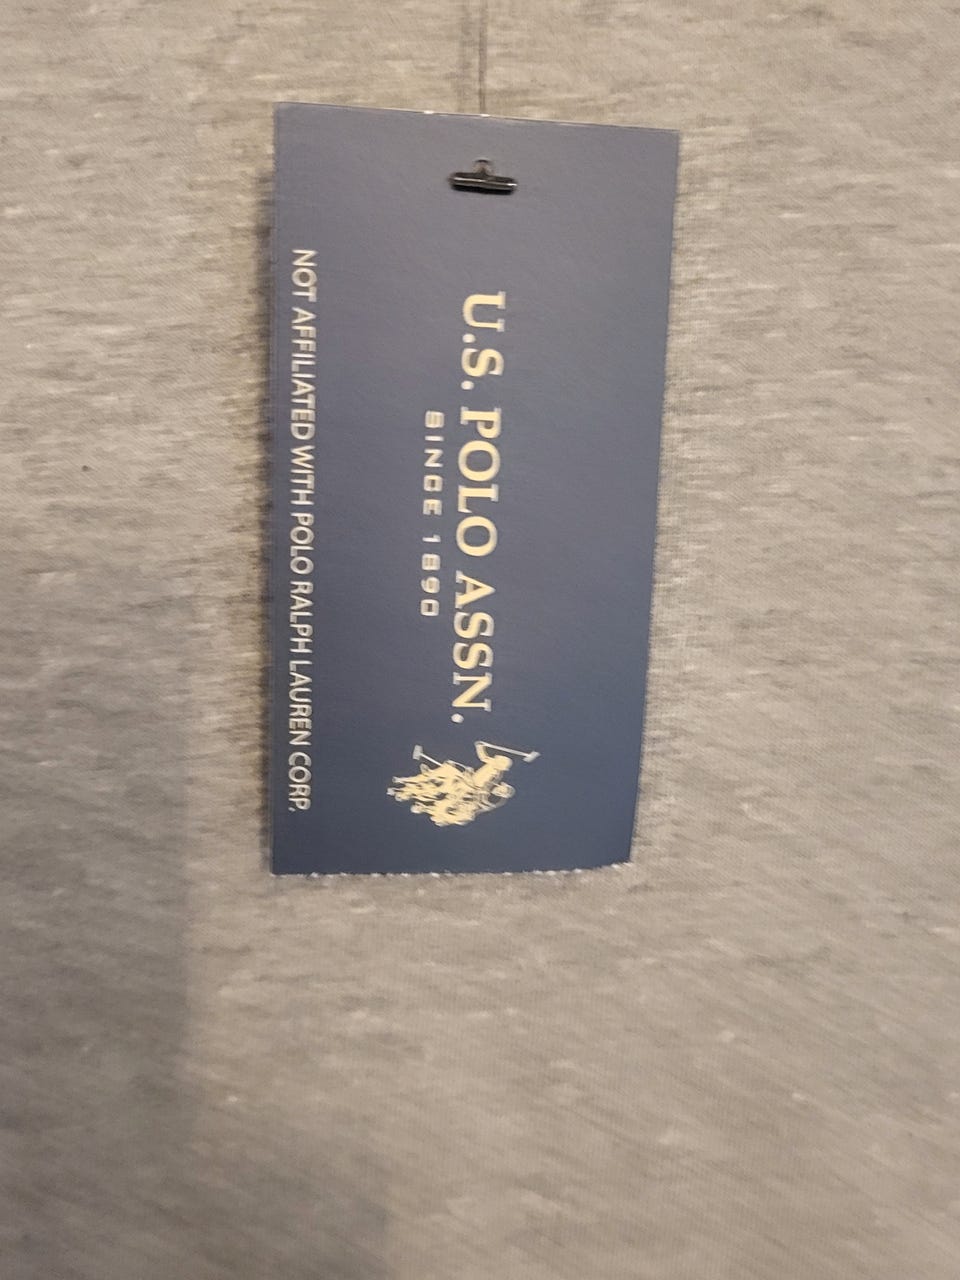 U.S. POLO ASSN.
SINCE 1890
NOT AFFILIATED WITH POLO RALPH LAUREN CORP.